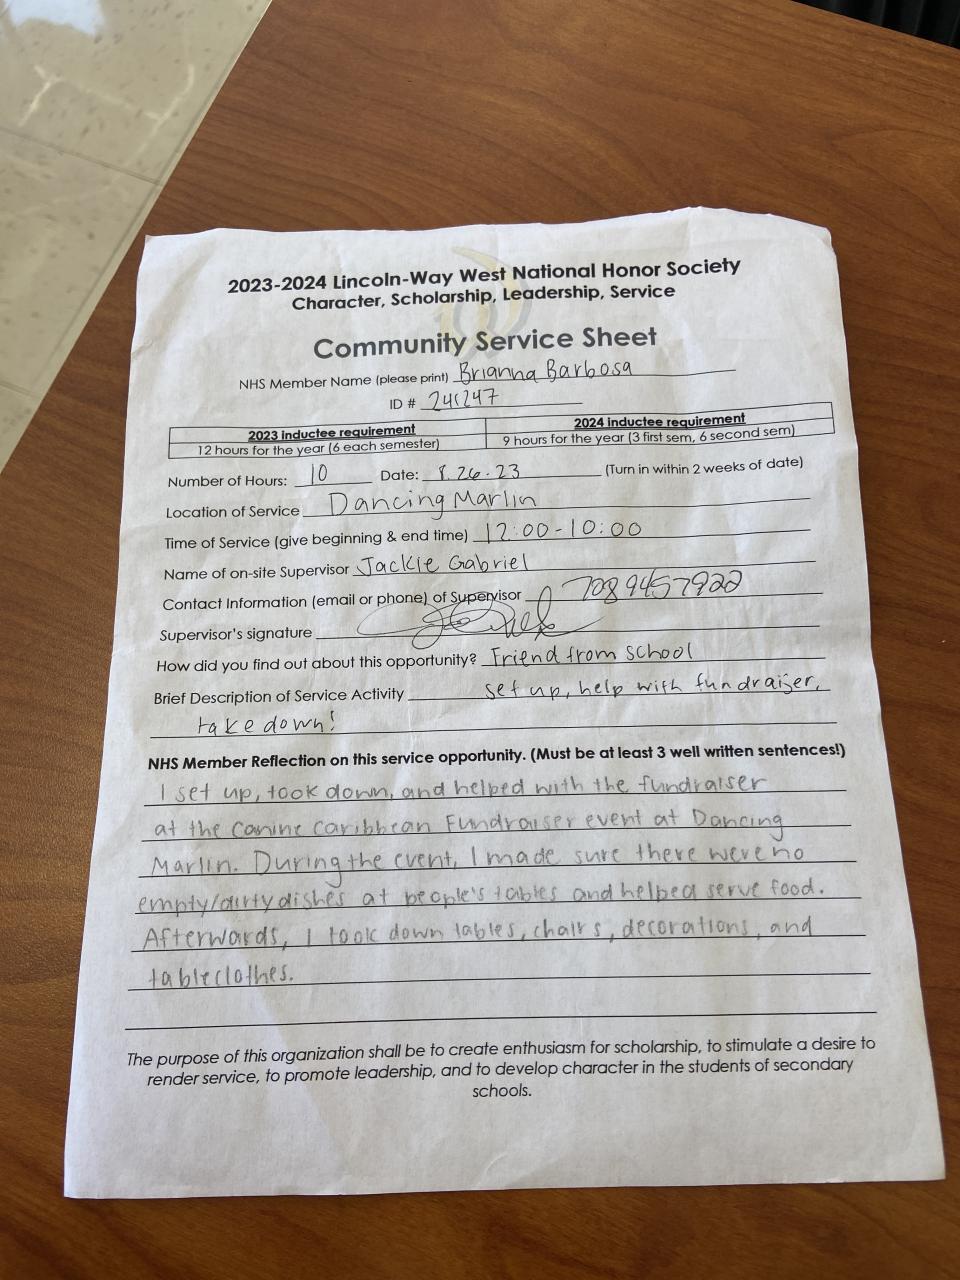 2023-2024 Lincoln-Way West National Honor Society
Character, Scholarship, Leadership, Service
Community Service Sheet
NHS Member Name (please print) Brianna Barbosa
ID # 241247
2023 inductee requirement 2024 inductee requirement
12 hours for the year (6 each semester) 9 hours for the year (3 first sem, 6 second sem)
Number of Hours: 10 Date: 8.26.23 (Turn in within 2 weeks of date)
Location of Service Dancing Marlin
Time of Service (give beginning & end time) 12:00-10:00
Name of on-site Supervisor Jackie Gabriel
Contact Information (email or phone) of Supervisor 708 9457922
Supervisor's signature
How did you find out about this opportunity? Friend from school
Brief Description of Service Activity set up, help with fundraiser,
take down!
NHS Member Reflection on this service opportunity. (Must be at least 3 well written sentences!)
I set up, took down, and helped with the fundraiser
at the Canine Caribbean Fundraiser event at Dancing
Marlin. During the event, I made sure there were no
empty/dirty dishes at people's tables and helped serve food.
Afterwards, I took down tables, chairs, decorations, and
tableclothes.
The purpose of this organization shall be to create enthusiasm for scholarship, to stimulate a desire to
render service, to promote leadership, and to develop character in the students of secondary
schools.